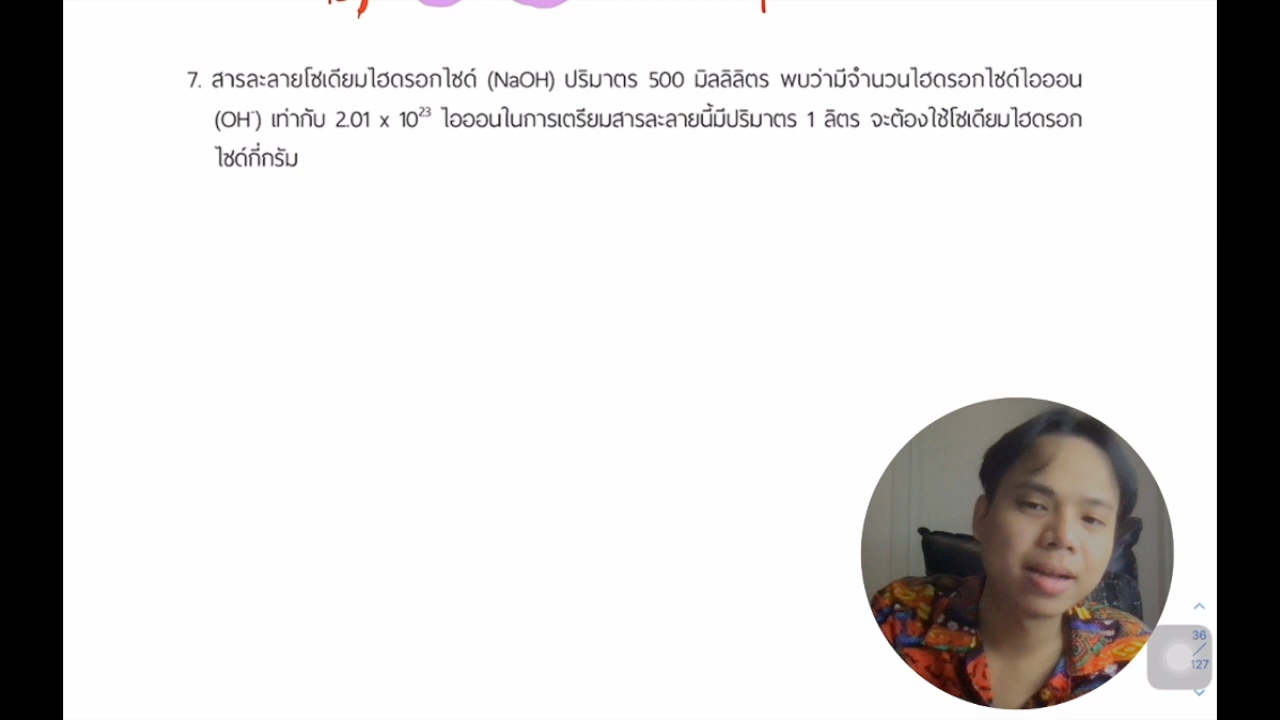 7. สารละลายโซเดียมไฮดรอกไซด์ (NaOH) ปริมาตร 500 มิลลิลิตร พบว่ามีจำนวนไฮดรอกไซด์ไอออน
(OH⁻) เท่ากับ 2.01 x 10²³ ไอออนในการเตรียมสารละลายนี้มีปริมาตร 1 ลิตร จะต้องใช้โซเดียมไฮดรอก
ไซด์กี่กรัม
36
127